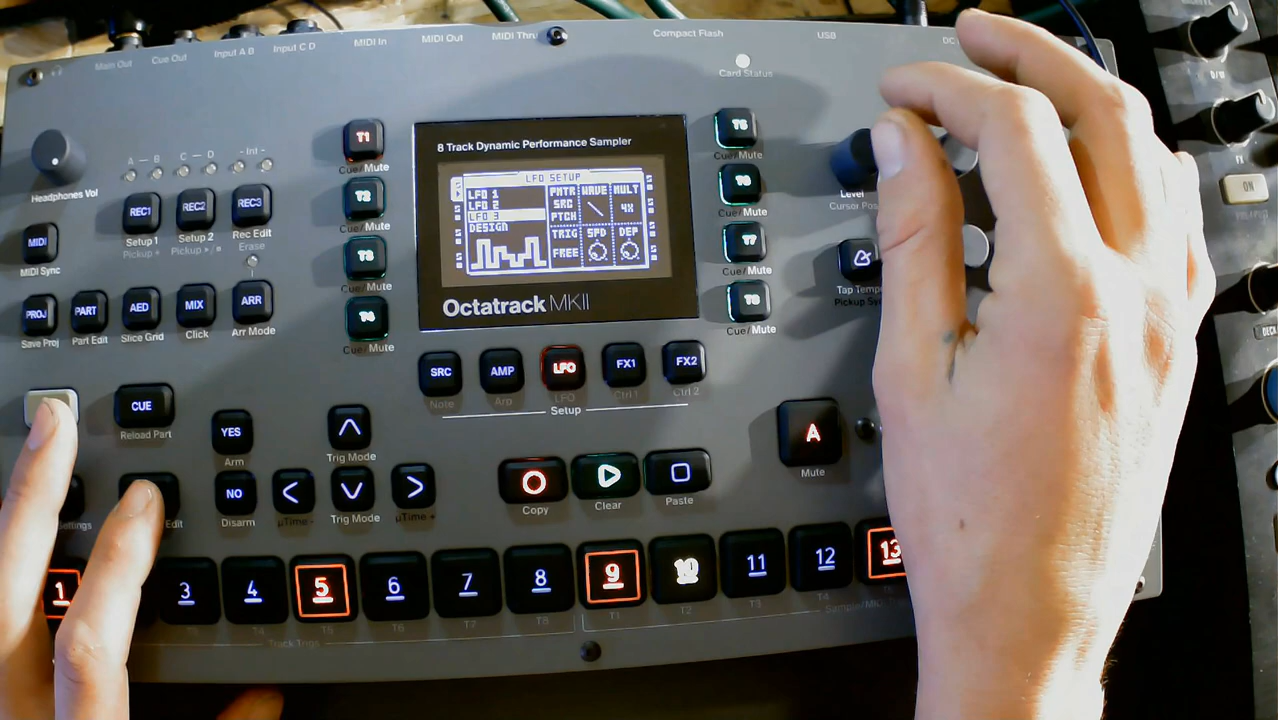 Main Out
Cue Out
Input A B
Input C D
MIDI In
MIDI Out
MIDI Thru
Compact Flash
USB
DC
Card Status
Headphones Vol
A B C D Int
REC1
REC2
REC3
Setup 1
Setup 2
Rec Edit
Pickup +
Erase
MIDI
MIDI Sync
PROJ
PART
AED
MIX
ARR
Save Proj
Part Edit
Slice Grid
Click
Arr Mode
T1
Cue/Mute
T2
Cue/Mute
T3
Cue/Mute
T4
Cue/Mute
8 Track Dynamic Performance Sampler
LFO SETUP
LFO 1
LFO 2
LFO 3
DESIGN
PMTR WAVE MULT
SRC
PTCH
4X
TRIG SPD DEP
FREE
Octatrack MKII
T5
Cue/Mute
T6
Cue/Mute
T7
Cue/Mute
T8
Cue/Mute
Level
Tap Tempo
SRC
AMP
LFO
FX1
FX2
Note
Arp
LFO
Ctrl 1
Ctrl 2
Setup
CUE
Reload Part
YES
Arm
NO
Disarm
Trig Mode
µTime -
Trig Mode
µTime +
Copy
Clear
Paste
A
Mute
Edit
1
3
4
5
6
7
8
9
10
11
12
13
T4
T5
T6
T7
T8
T1
T2
T3
T4
Track Trigs
ON